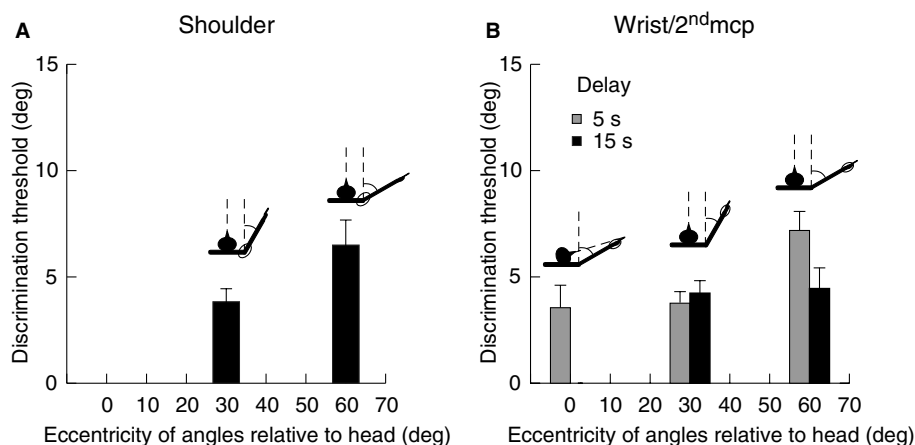 A
Shoulder
Discrimination threshold (deg)
15
10
5
0
0 10 20 30 40 50 60 70
Eccentricity of angles relative to head (deg)
B
Wrist/2ndmcp
Delay
5 s
15 s
Discrimination threshold (deg)
15
10
5
0
0 10 20 30 40 50 60 70
Eccentricity of angles relative to head (deg)